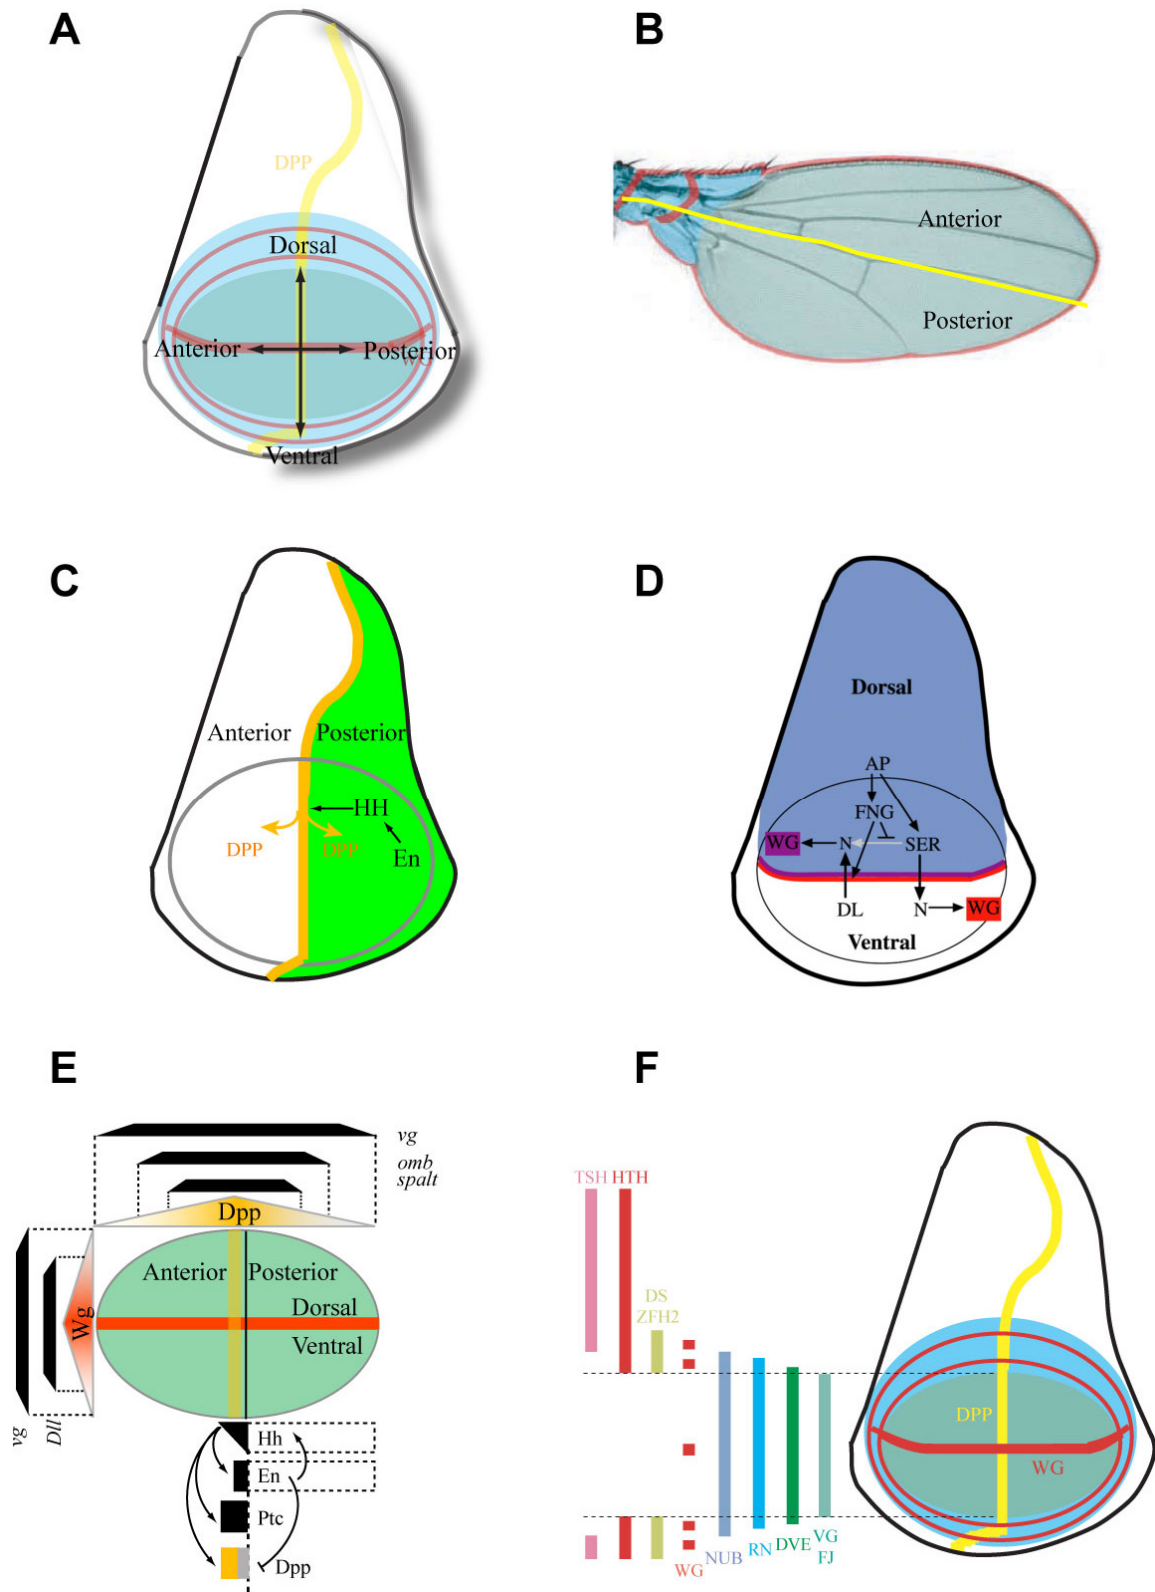 A
DPP
Dorsal
Anterior
Posterior
WG
Ventral
B
Anterior
Posterior
C
Anterior
Posterior
HH
DPP
DPP
En
D
Dorsal
AP
FNG
WG
N
SER
DL
N
WG
Ventral
E
vg
omb
spalt
Dpp
Anterior
Posterior
Wg
Dorsal
Ventral
vg
Dll
Hh
En
Ptc
Dpp
F
TSH
HTH
DS
ZFH2
DPP
WG
WG
NUB
RN
DVE
VG
FJ